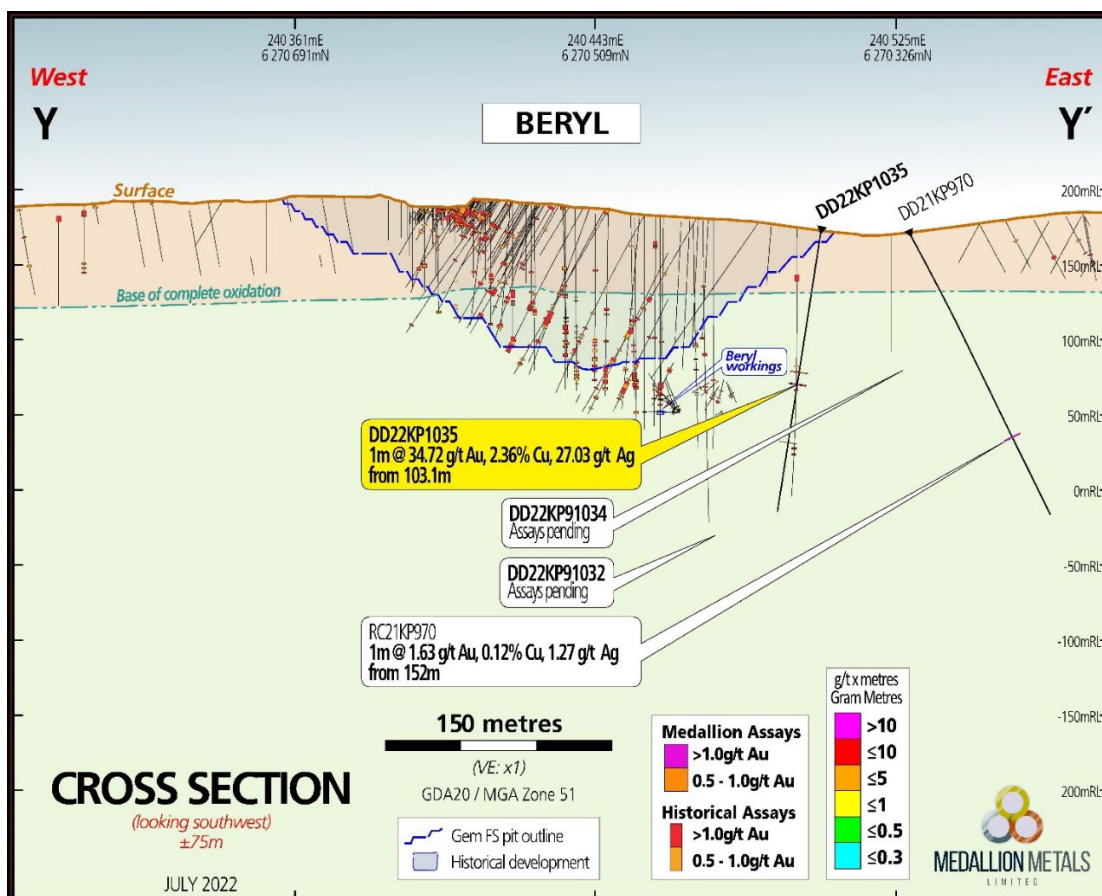 240 361mE
6 270 691mN
240 443mE
6 270 509mN
240 525mE
6 270 326mN
West
East
Y
BERYL
Y´
DD22KP1035
DD21KP970
Surface
200mRL
150mRL
Base of complete oxidation
100mRL
Beryl
workings
50mRL
DD22KP1035
1m @ 34.72 g/t Au, 2.36% Cu, 27.03 g/t Ag
from 103.1m
0mRL
DD22KP91034
Assays pending
-50mRL
DD22KP91032
Assays pending
RC21KP970
1m @ 1.63 g/t Au, 0.12% Cu, 1.27 g/t Ag
from 152m
-100mRL
g/t x metres
Gram Metres
>10
≤10
≤5
≤1
≤0.5
≤0.3
150 metres
(VE: x1)
GDA20 / MGA Zone 51
Medallion Assays
>1.0g/t Au
0.5 - 1.0g/t Au
Historical Assays
>1.0g/t Au
0.5 - 1.0g/t Au
-150mRL
200mRL
CROSS SECTION
(looking southwest)
±75m
Gem FS pit outline
Historical development
JULY 2022
MEDALLION METALS
LIMITED